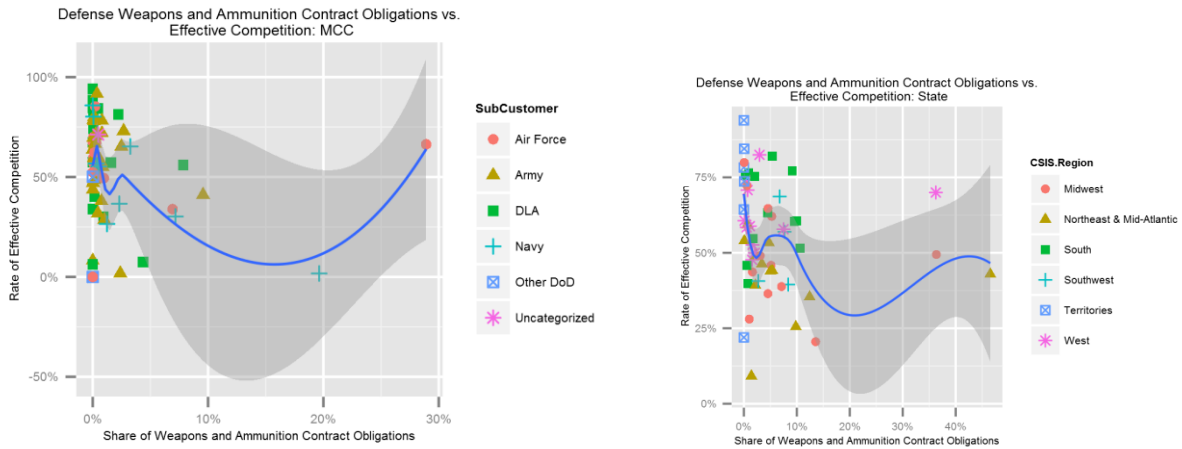 Defense Weapons and Ammunition Contract Obligations vs.
Effective Competition: MCC
100%
50%
0%
-50%
Rate of Effective Competition
0%
10%
20%
30%
Share of Weapons and Ammunition Contract Obligations
SubCustomer
Air Force
Army
DLA
Navy
Other DoD
Uncategorized
Defense Weapons and Ammunition Contract Obligations vs.
Effective Competition: State
75%
50%
25%
0%
Rate of Effective Competition
0%
10%
20%
30%
40%
Share of Weapons and Ammunition Contract Obligations
CSIS.Region
Midwest
Northeast & Mid-Atlantic
South
Southwest
Territories
West